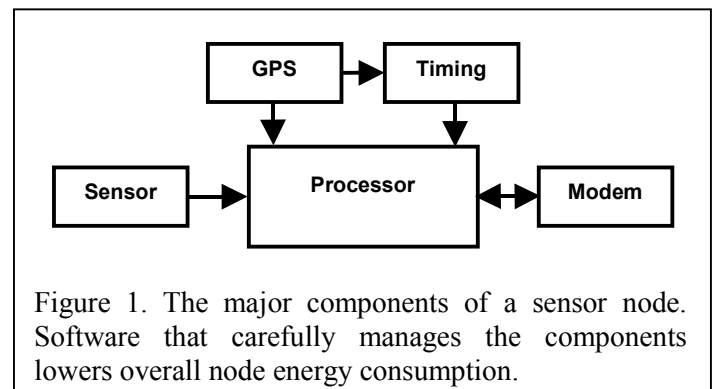 GPS
Timing
Sensor
Processor
Modem
Figure 1. The major components of a sensor node.
Software that carefully manages the components
lowers overall node energy consumption.